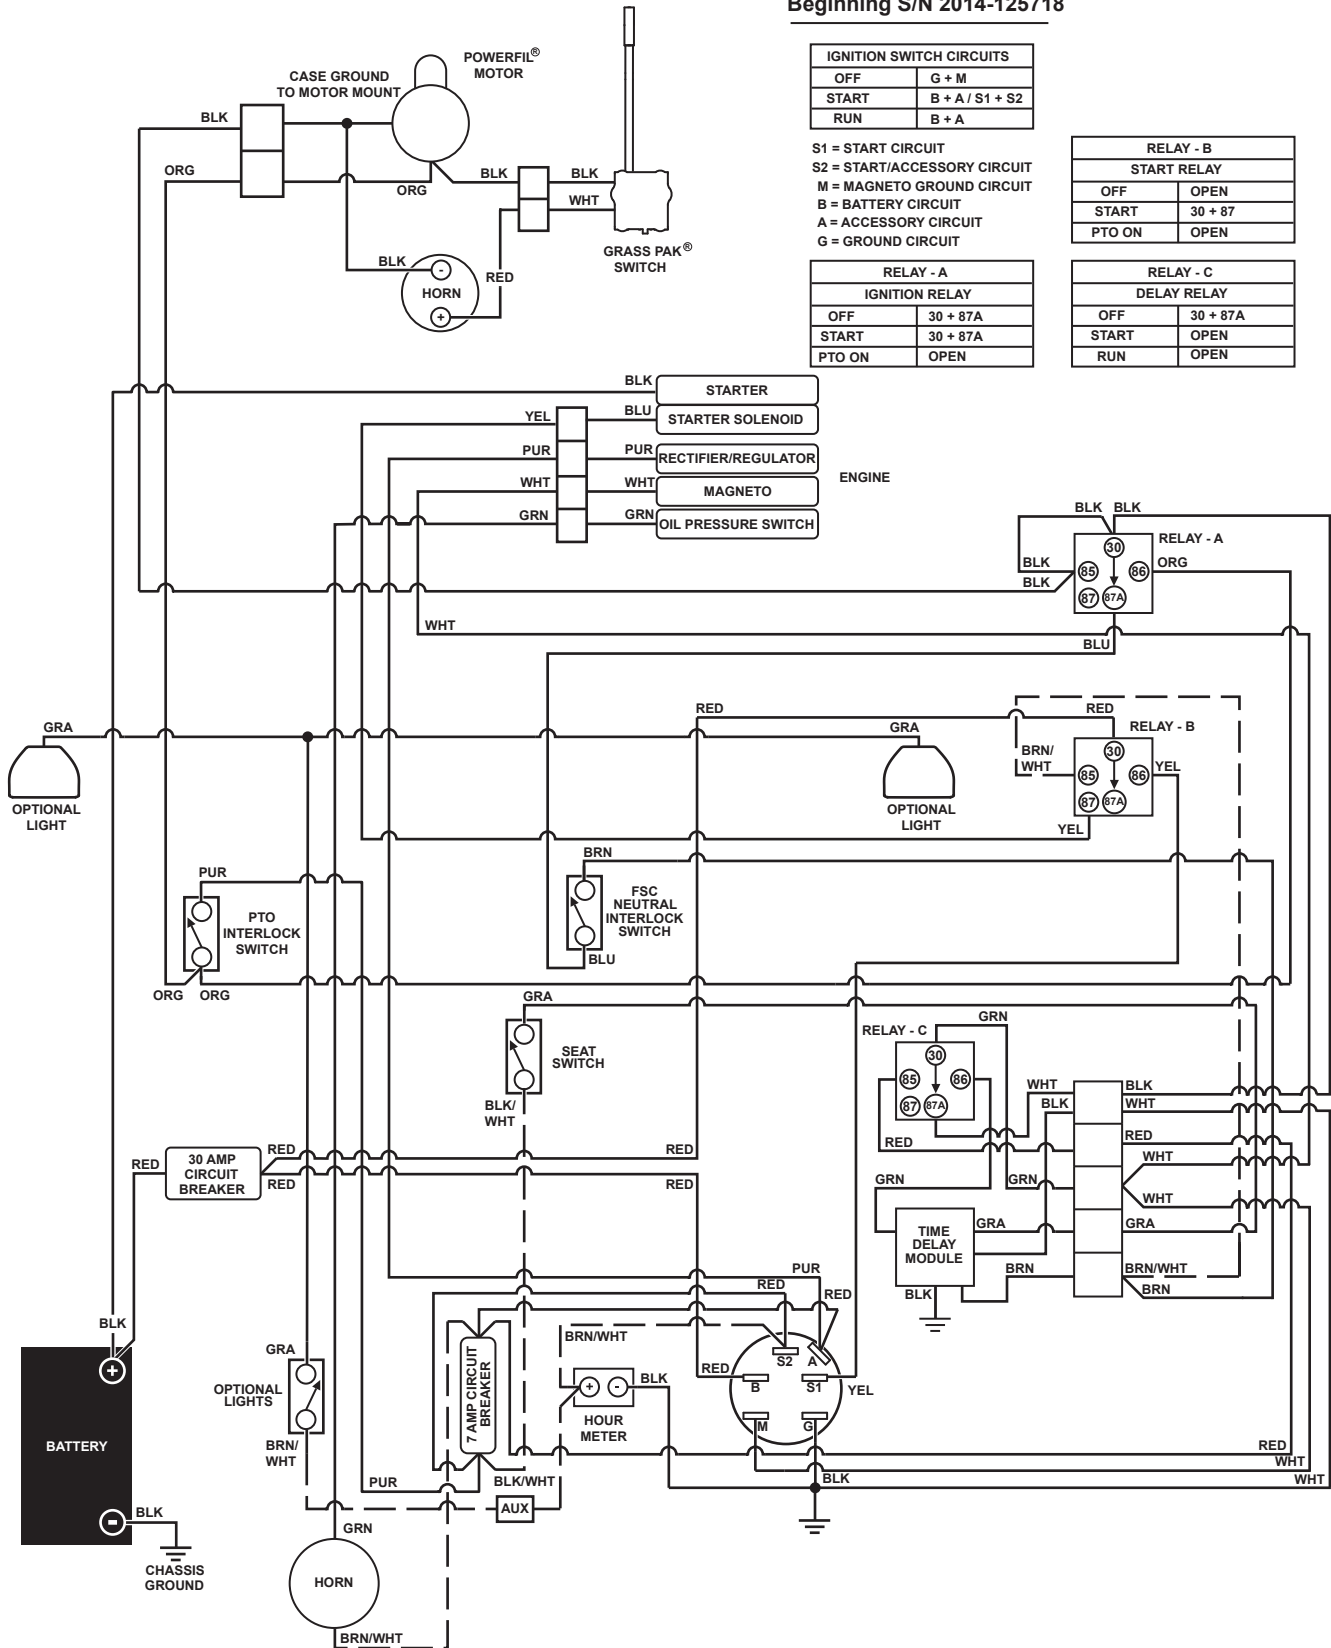 Beginning S/N 2014-125718
IGNITION SWITCH CIRCUITS
OFF G + M
START B + A / S1 + S2
RUN B + A
S1 = START CIRCUIT
S2 = START/ACCESSORY CIRCUIT
M = MAGNETO GROUND CIRCUIT
B = BATTERY CIRCUIT
A = ACCESSORY CIRCUIT
G = GROUND CIRCUIT
RELAY - B
START RELAY
OFF OPEN
START 30 + 87
PTO ON OPEN
RELAY - A
IGNITION RELAY
OFF 30 + 87A
START 30 + 87A
PTO ON OPEN
RELAY - C
DELAY RELAY
OFF 30 + 87A
START OPEN
RUN OPEN
POWERFIL®
MOTOR
CASE GROUND
TO MOTOR MOUNT
BLK
ORG
ORG
BLK
BLK
WHT
GRASS PAK®
SWITCH
BLK
-
HORN
+
RED
BLK
STARTER
YEL
BLU
STARTER SOLENOID
PUR
PUR
RECTIFIER/REGULATOR
ENGINE
WHT
WHT
MAGNETO
GRN
GRN
OIL PRESSURE SWITCH
BLK
BLK
RELAY - A
30
BLK
85
86
ORG
BLK
87
87A
WHT
BLU
RED
RED
RELAY - B
GRA
GRA
BRN/
WHT
30
85
86
YEL
87
87A
OPTIONAL
LIGHT
OPTIONAL
LIGHT
YEL
BRN
PUR
PTO
INTERLOCK
SWITCH
FSC
NEUTRAL
INTERLOCK
SWITCH
BLU
ORG
ORG
GRA
SEAT
SWITCH
BLK/
WHT
GRN
RELAY - C
30
85
86
87
87A
WHT
BLK
BLK
WHT
RED
RED
WHT
GRN
GRN
WHT
TIME
DELAY
MODULE
GRA
GRA
BRN
BRN/WHT
BRN
BLK
RED
30 AMP
CIRCUIT
BREAKER
RED
RED
RED
RED
PUR
RED
RED
BLK
BRN/WHT
GRA
+
BATTERY
-
BLK
CHASSIS
GROUND
OPTIONAL
LIGHTS
BRN/
WHT
7 AMP CIRCUIT
BREAKER
+
-
BLK
HOUR
METER
RED
S2
A
B
S1
YEL
M
G
RED
WHT
WHT
BLK
PUR
BLK/WHT
AUX
GRN
HORN
BRN/WHT